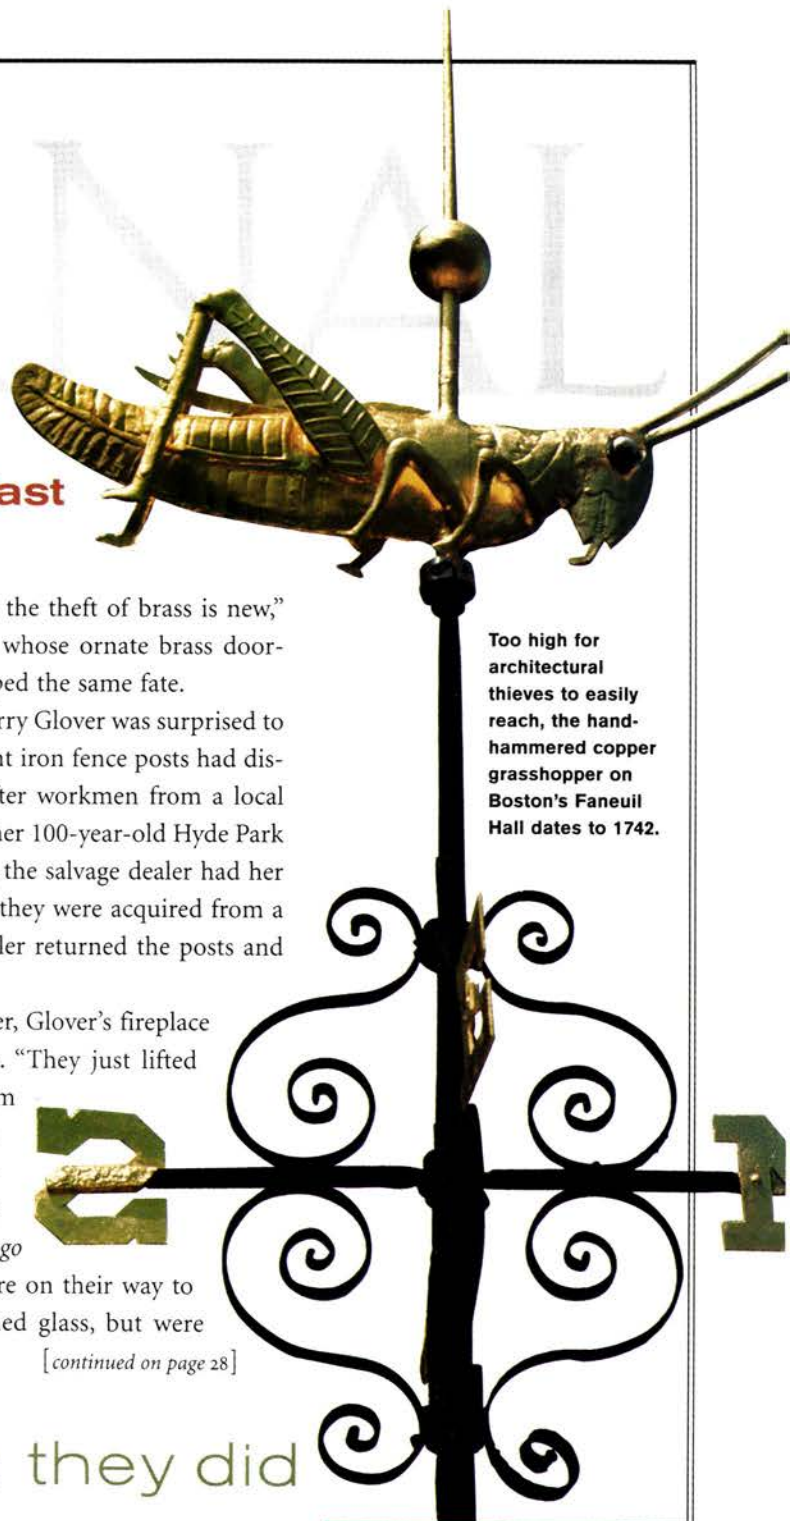 NAL
ast
the theft of brass is new,”
whose ornate brass door-
ped the same fate.
rry Glover was surprised to
nt iron fence posts had dis-
ter workmen from a local
her 100-year-old Hyde Park
the salvage dealer had her
they were acquired from a
ler returned the posts and
er, Glover’s fireplace
. “They just lifted
m
go
re on their way to
ed glass, but were
[continued on page 28]
they did
Too high for
architectural
thieves to easily
reach, the hand-
hammered copper
grasshopper on
Boston’s Faneuil
Hall dates to 1742.